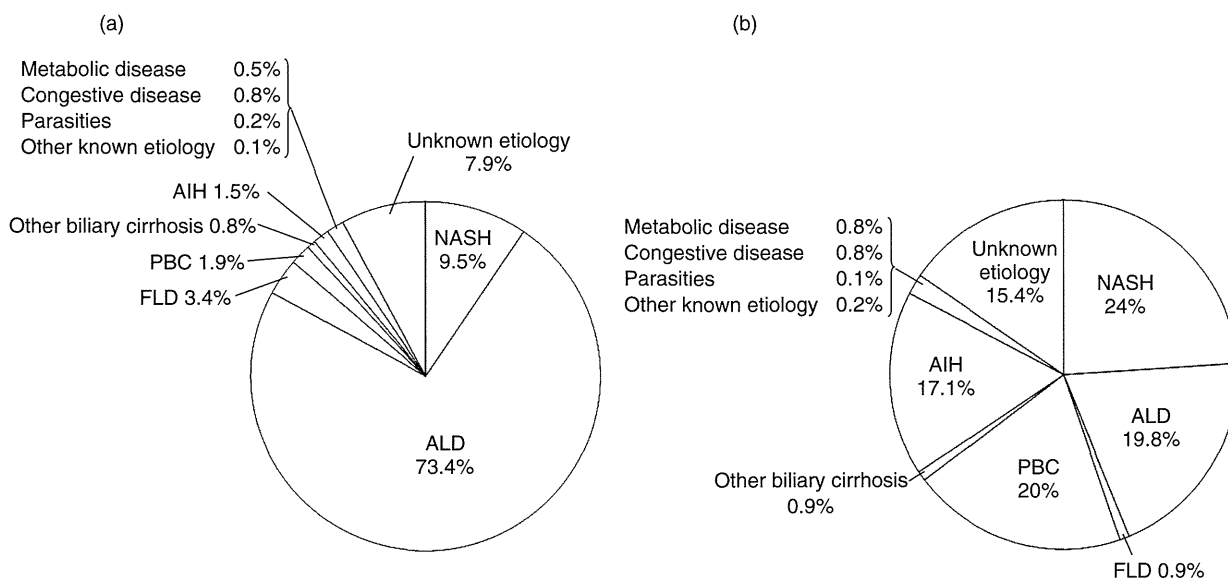 (a)
Metabolic disease 0.5%
Congestive disease 0.8%
Parasities 0.2%
Other known etiology 0.1%
Unknown etiology
7.9%
AIH 1.5%
Other biliary cirrhosis 0.8%
PBC 1.9%
FLD 3.4%
NASH
9.5%
ALD
73.4%
(b)
Metabolic disease 0.8%
Congestive disease 0.8%
Parasities 0.1%
Other known etiology 0.2%
Unknown
etiology
15.4%
NASH
24%
AIH
17.1%
ALD
19.8%
Other biliary cirrhosis
0.9%
PBC
20%
FLD 0.9%